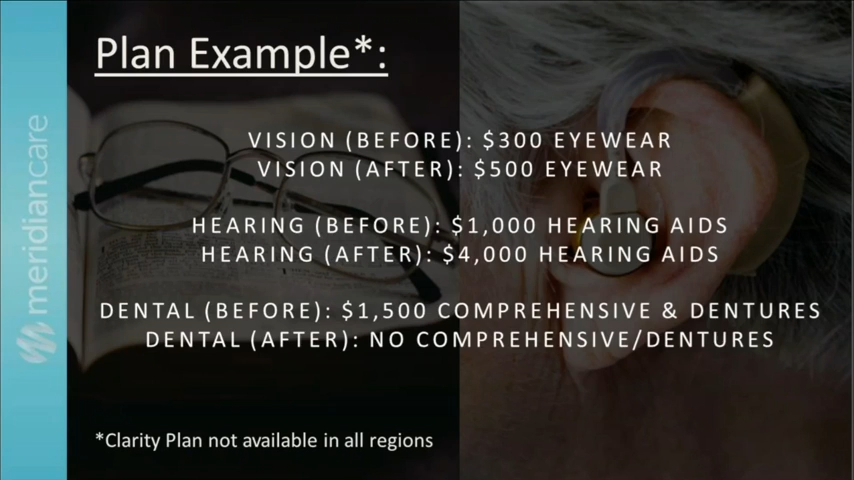 meridiancare
Plan Example*:
VISION (BEFORE): $300 EYEWEAR
VISION (AFTER): $500 EYEWEAR
HEARING (BEFORE): $1,000 HEARING AIDS
HEARING (AFTER): $4,000 HEARING AIDS
DENTAL (BEFORE): $1,500 COMPREHENSIVE & DENTURES
DENTAL (AFTER): NO COMPREHENSIVE/DENTURES
*Clarity Plan not available in all regions